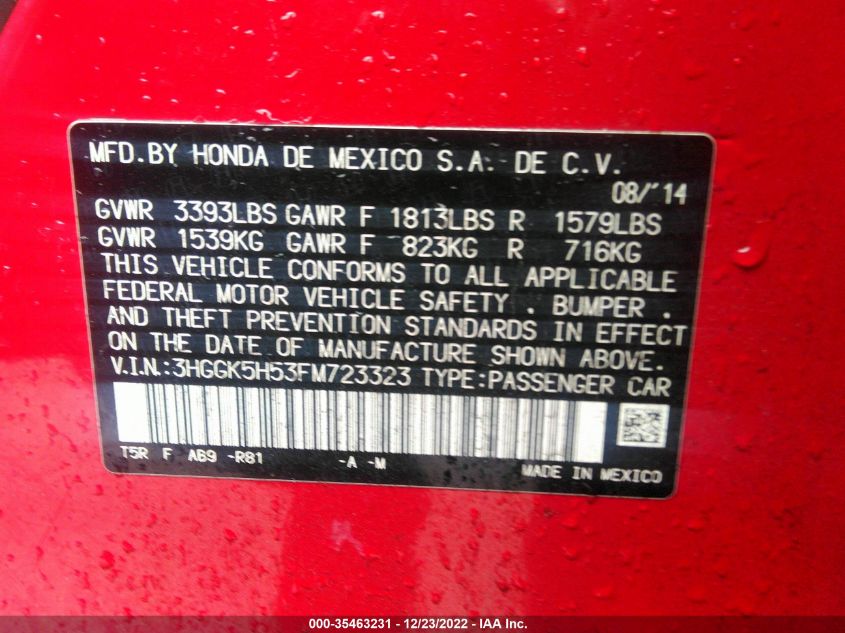 MFD.BY HONDA DE MEXICO S.A. DE C.V.
08/'14
GVWR 3393LBS GAWR F 1813LBS R 1579LBS
GVWR 1539KG GAWR F 823KG R 716KG
THIS VEHICLE CONFORMS TO ALL APPLICABLE
FEDERAL MOTOR VEHICLE SAFETY . BUMPER .
AND THEFT PREVENTION STANDARDS IN EFFECT
ON THE DATE OF MANUFACTURE SHOWN ABOVE.
V.I.N.:3HGGK5H53FM723323 TYPE:PASSENGER CAR
T5R F AB9 -R81 -A -M
MADE IN MEXICO
000-35463231 - 12/23/2022 - IAA Inc.